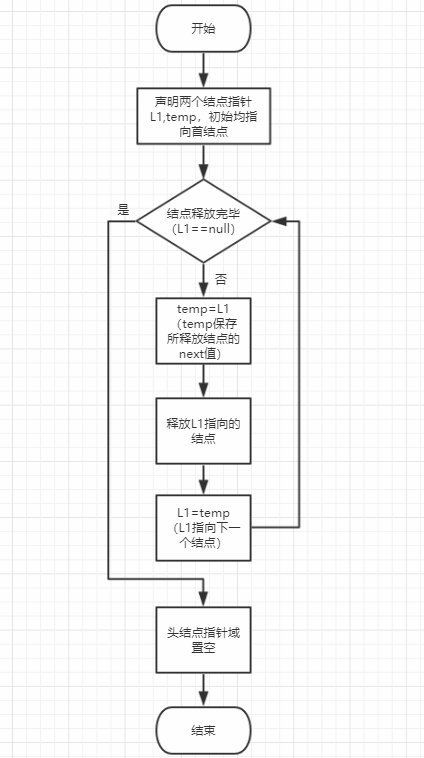 开始
声明两个结点指针
L1,temp，初始均指
向首结点
结点释放完毕
（L1==null）
是
否
temp=L1
（temp保存
所释放结点的
next值）
释放L1指向的
结点
L1=temp
（L1指向下一
个结点）
头结点指针域
置空
结束